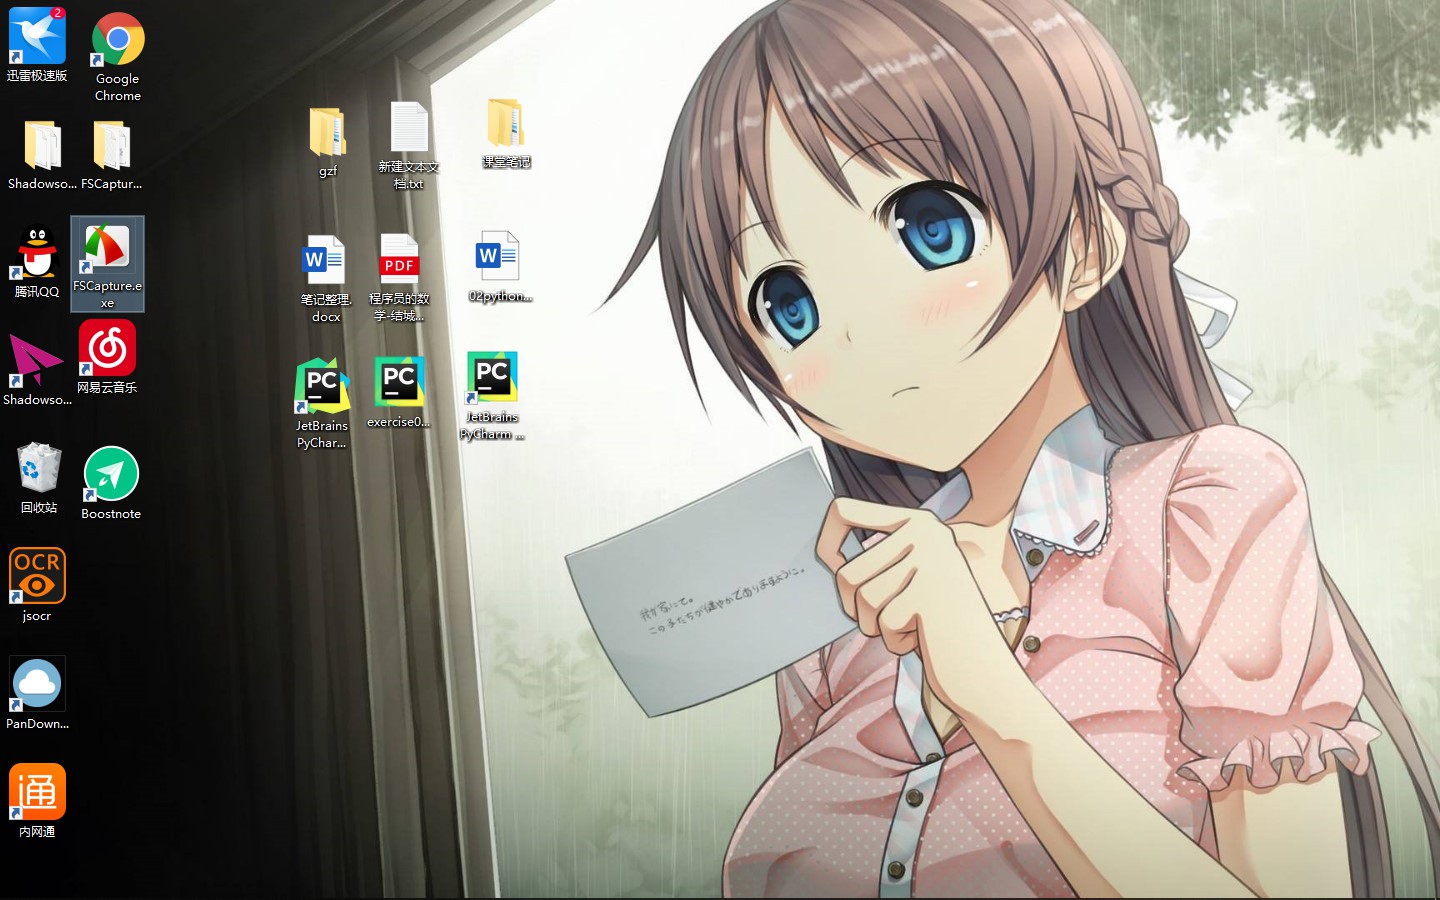 2
迅雷极速版
Google
Chrome
Shadowso...
FSCaptur...
腾讯QQ
FSCapture.e
xe
Shadowso...
网易云音乐
回收站
Boostnote
OCR
jsocr
PanDown...
通
内网通
gzf
新建文本文
档.txt
课堂笔记
W
笔记整理.
docx
PDF
程序员的数
学-结城...
W
02python...
PC
JetBrains
PyChar...
PC
exercise0...
PC
JetBrains
PyCharm ...
我が家にて。
この子たちが健やかでありますように。